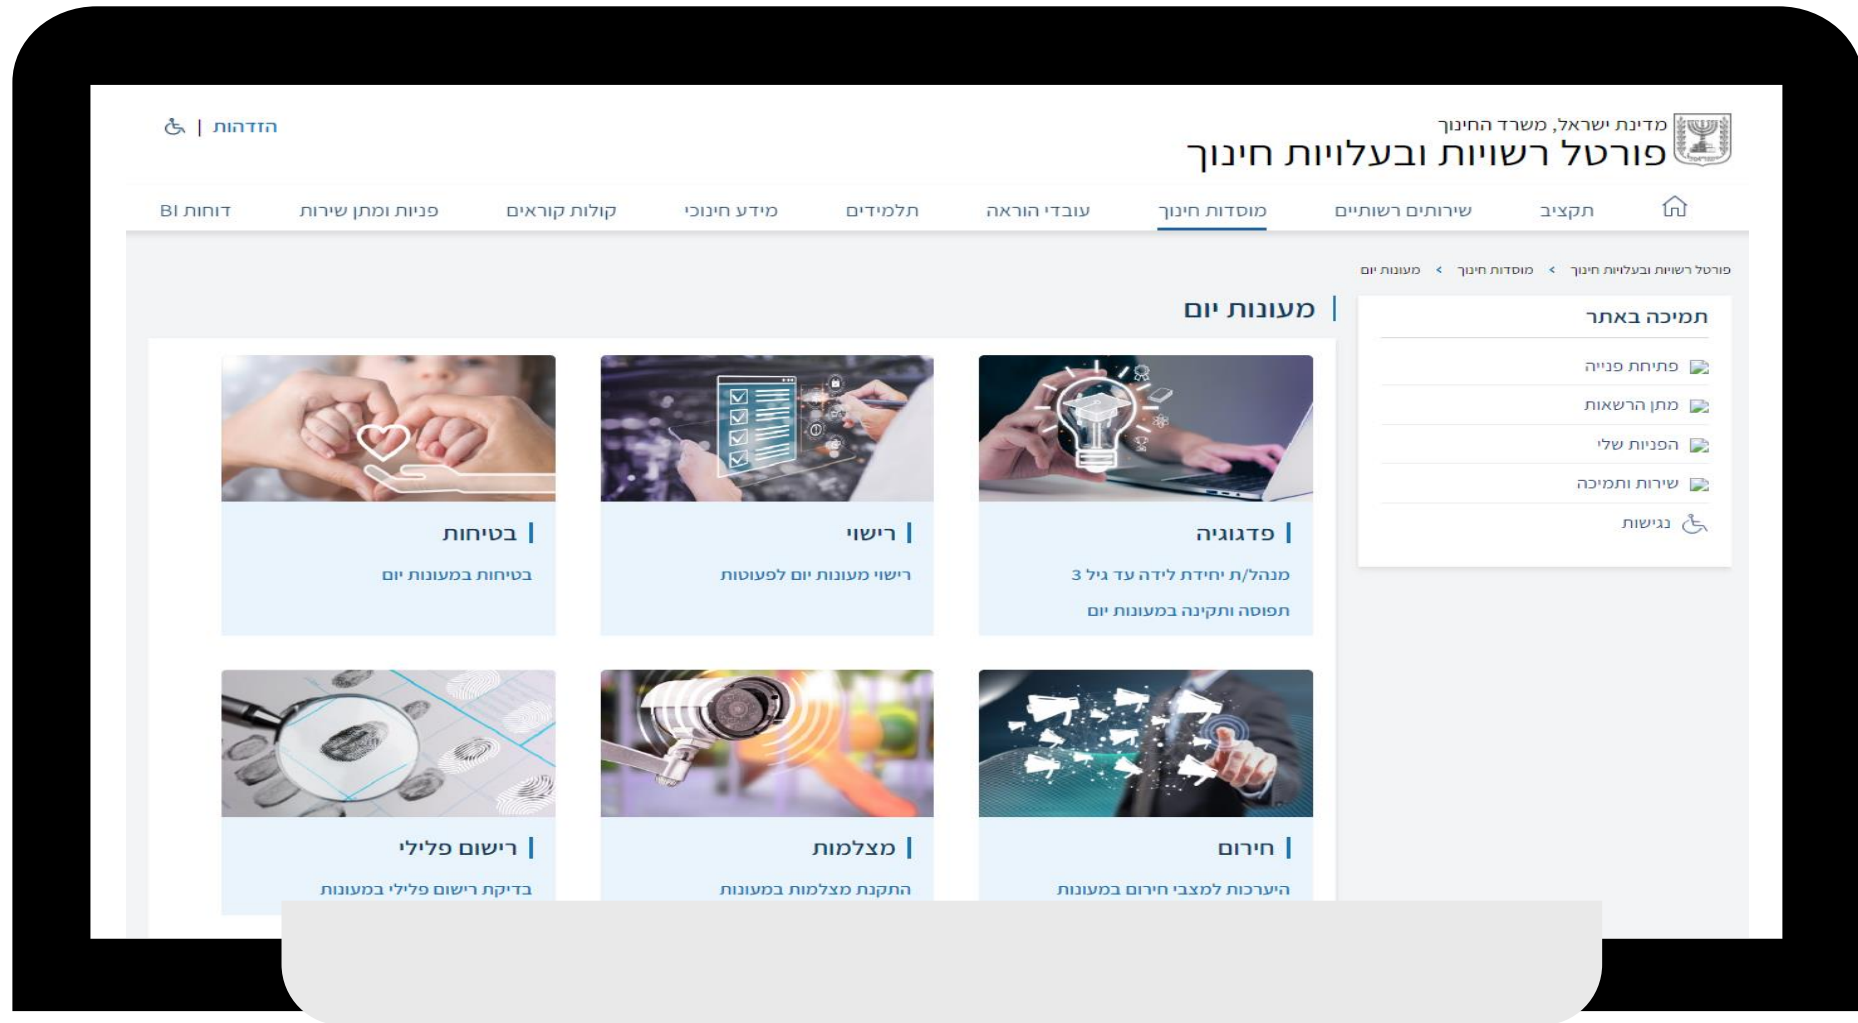 מדינת ישראל, משרד החינוך
פורטל רשויות ובעלויות חינוך
הזדהות |
תקציב
שירותים רשותיים
מוסדות חינוך
עובדי הוראה
תלמידים
מידע חינוכי
קולות קוראים
פניות ומתן שירות
דוחות BI
פורטל רשויות ובעלויות חינוך > מוסדות חינוך > מעונות יום
תמיכה באתר
פתיחת פנייה
מתן הרשאות
הפניות שלי
שירות ותמיכה
נגישות
מעונות יום
פדגוגיה
מנהל/ת יחידת לידה עד גיל 3
תפוסה ותקינה במעונות יום
רישוי
רישוי מעונות יום לפעוטות
בטיחות
בטיחות במעונות יום
חירום
היערכות למצבי חירום במעונות
מצלמות
התקנת מצלמות במעונות
רישום פלילי
בדיקת רישום פלילי במעונות